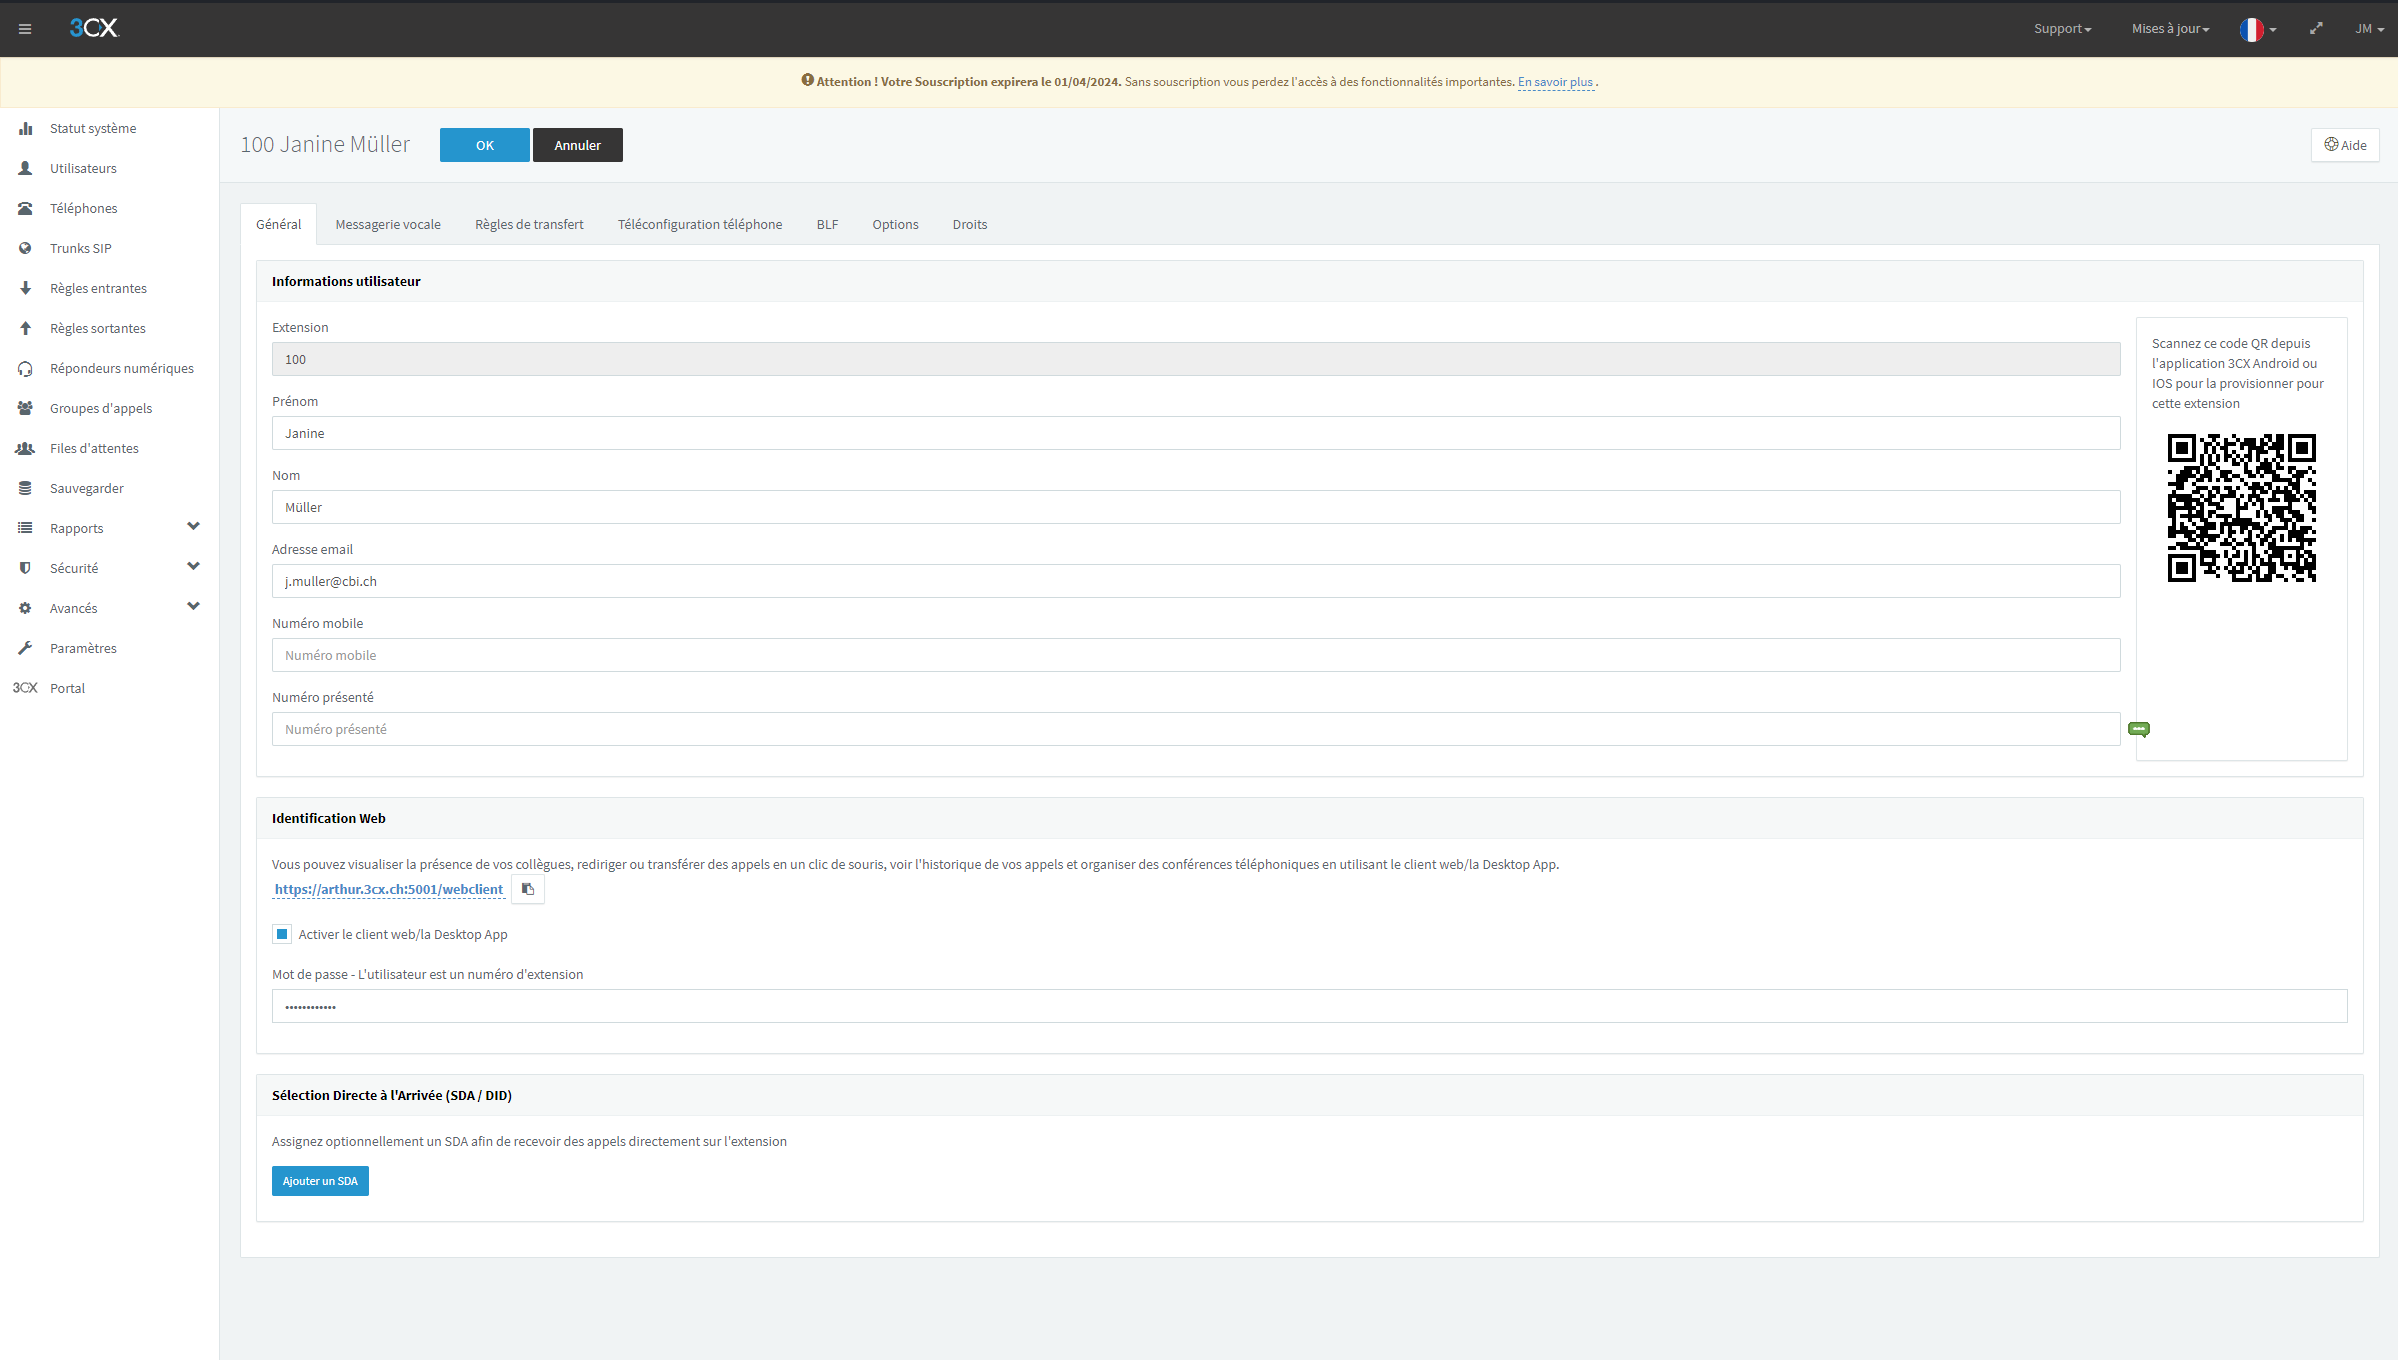 3CX
Support
Mises à jour
JM
Attention ! Votre Souscription expirera le 01/04/2024. Sans souscription vous perdez l'accès à des fonctionnalités importantes. En savoir plus .
Statut système
Utilisateurs
Téléphones
Trunks SIP
Règles entrantes
Règles sortantes
Répondeurs numériques
Groupes d'appels
Files d'attentes
Sauvegarder
Rapports
Sécurité
Avancés
Paramètres
3CX Portal
100 Janine Müller
OK
Annuler
Aide
Général
Messagerie vocale
Règles de transfert
Téléconfiguration téléphone
BLF
Options
Droits
Informations utilisateur
Extension
100
Prénom
Janine
Nom
Müller
Adresse email
j.muller@cbi.ch
Numéro mobile
Numéro mobile
Numéro présenté
Numéro présenté
Scannez ce code QR depuis
l'application 3CX Android ou
IOS pour la provisionner pour
cette extension
Identification Web
Vous pouvez visualiser la présence de vos collègues, rediriger ou transférer des appels en un clic de souris, voir l'historique de vos appels et organiser des conférences téléphoniques en utilisant le client web/la Desktop App.
https://arthur.3cx.ch:5001/webclient
Activer le client web/la Desktop App
Mot de passe - L'utilisateur est un numéro d'extension
••••••••••••
Sélection Directe à l'Arrivée (SDA / DID)
Assignez optionnellement un SDA afin de recevoir des appels directement sur l'extension
Ajouter un SDA